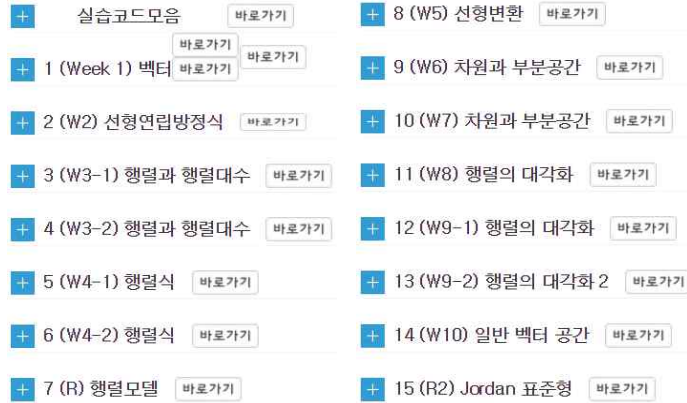 실습코드모음 바로가기
바로가기
1 (Week 1) 벡터 바로가기 바로가기
2 (W2) 선형연립방정식 바로가기
3 (W3-1) 행렬과 행렬대수 바로가기
4 (W3-2) 행렬과 행렬대수 바로가기
5 (W4-1) 행렬식 바로가기
6 (W4-2) 행렬식 바로가기
7 (R) 행렬모델 바로가기
8 (W5) 선형변환 바로가기
9 (W6) 차원과 부분공간 바로가기
10 (W7) 차원과 부분공간 바로가기
11 (W8) 행렬의 대각화 바로가기
12 (W9-1) 행렬의 대각화 바로가기
13 (W9-2) 행렬의 대각화 2 바로가기
14 (W10) 일반 벡터 공간 바로가기
15 (R2) Jordan 표준형 바로가기